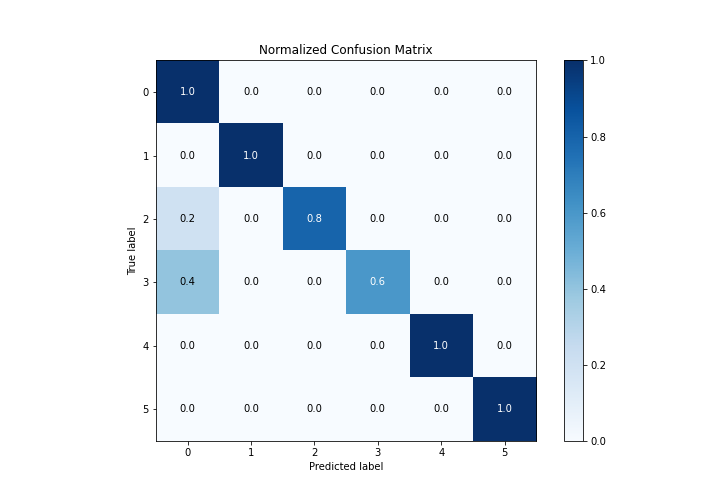 Normalized Confusion Matrix
0 1.0 0.0 0.0 0.0 0.0 0.0
1 0.0 1.0 0.0 0.0 0.0 0.0
2 0.2 0.0 0.8 0.0 0.0 0.0
3 0.4 0.0 0.0 0.6 0.0 0.0
4 0.0 0.0 0.0 0.0 1.0 0.0
5 0.0 0.0 0.0 0.0 0.0 1.0
0 1 2 3 4 5
True label
Predicted label
1.0
0.8
0.6
0.4
0.2
0.0